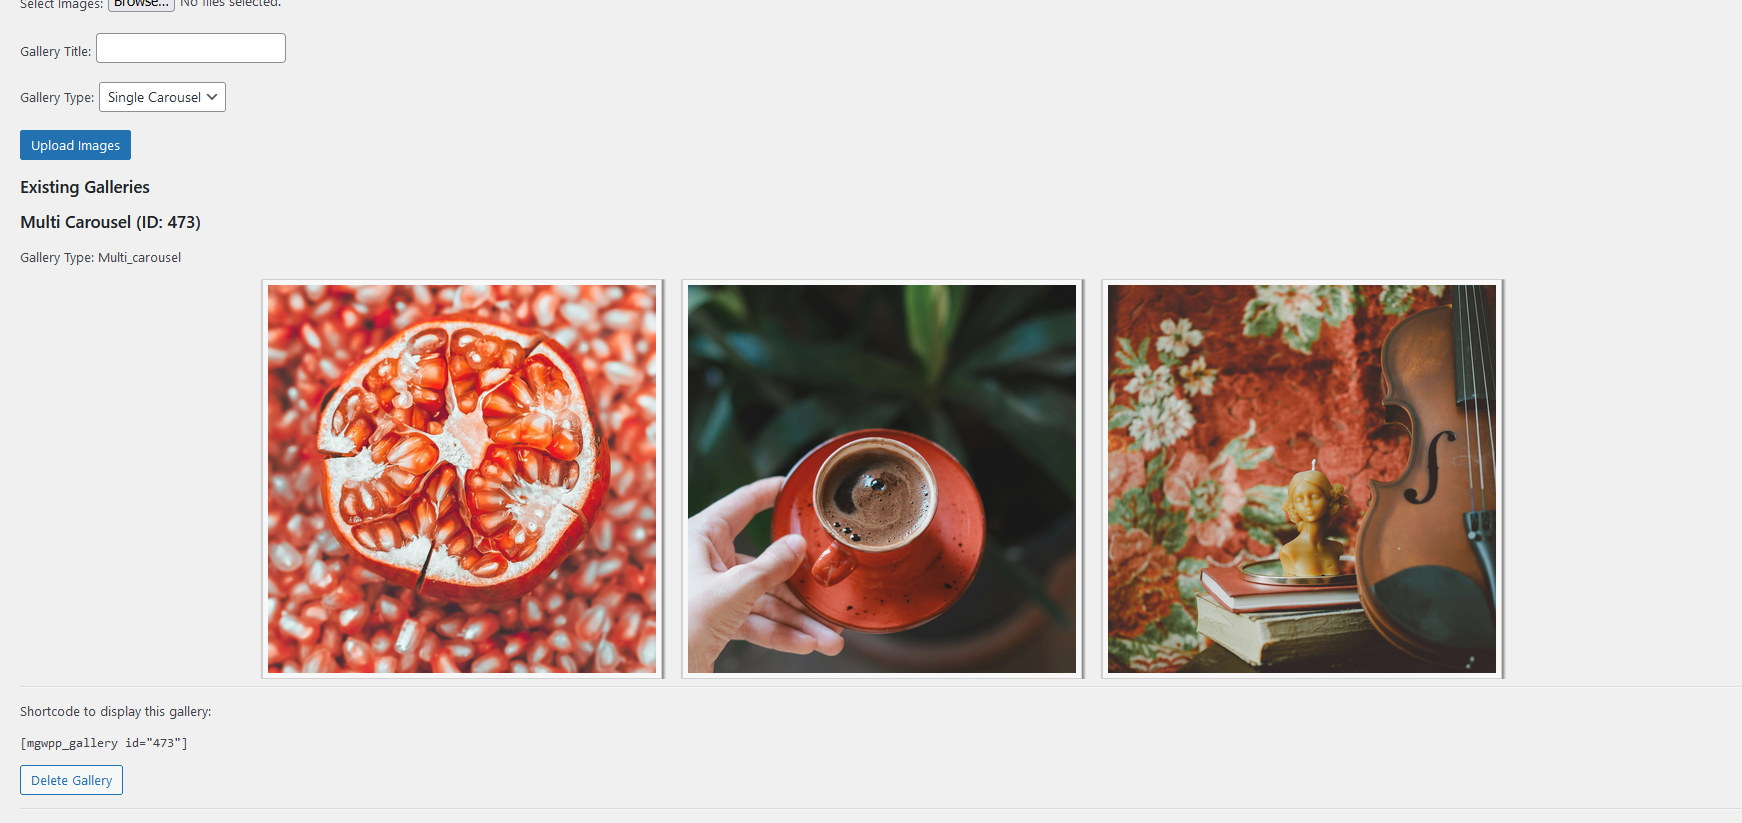 Select Images: Browse... No files selected.
Gallery Title:
Gallery Type: Single Carousel
Upload Images
Existing Galleries
Multi Carousel (ID: 473)
Gallery Type: Multi_carousel
Shortcode to display this gallery:
[mgwpp_gallery id="473"]
Delete Gallery